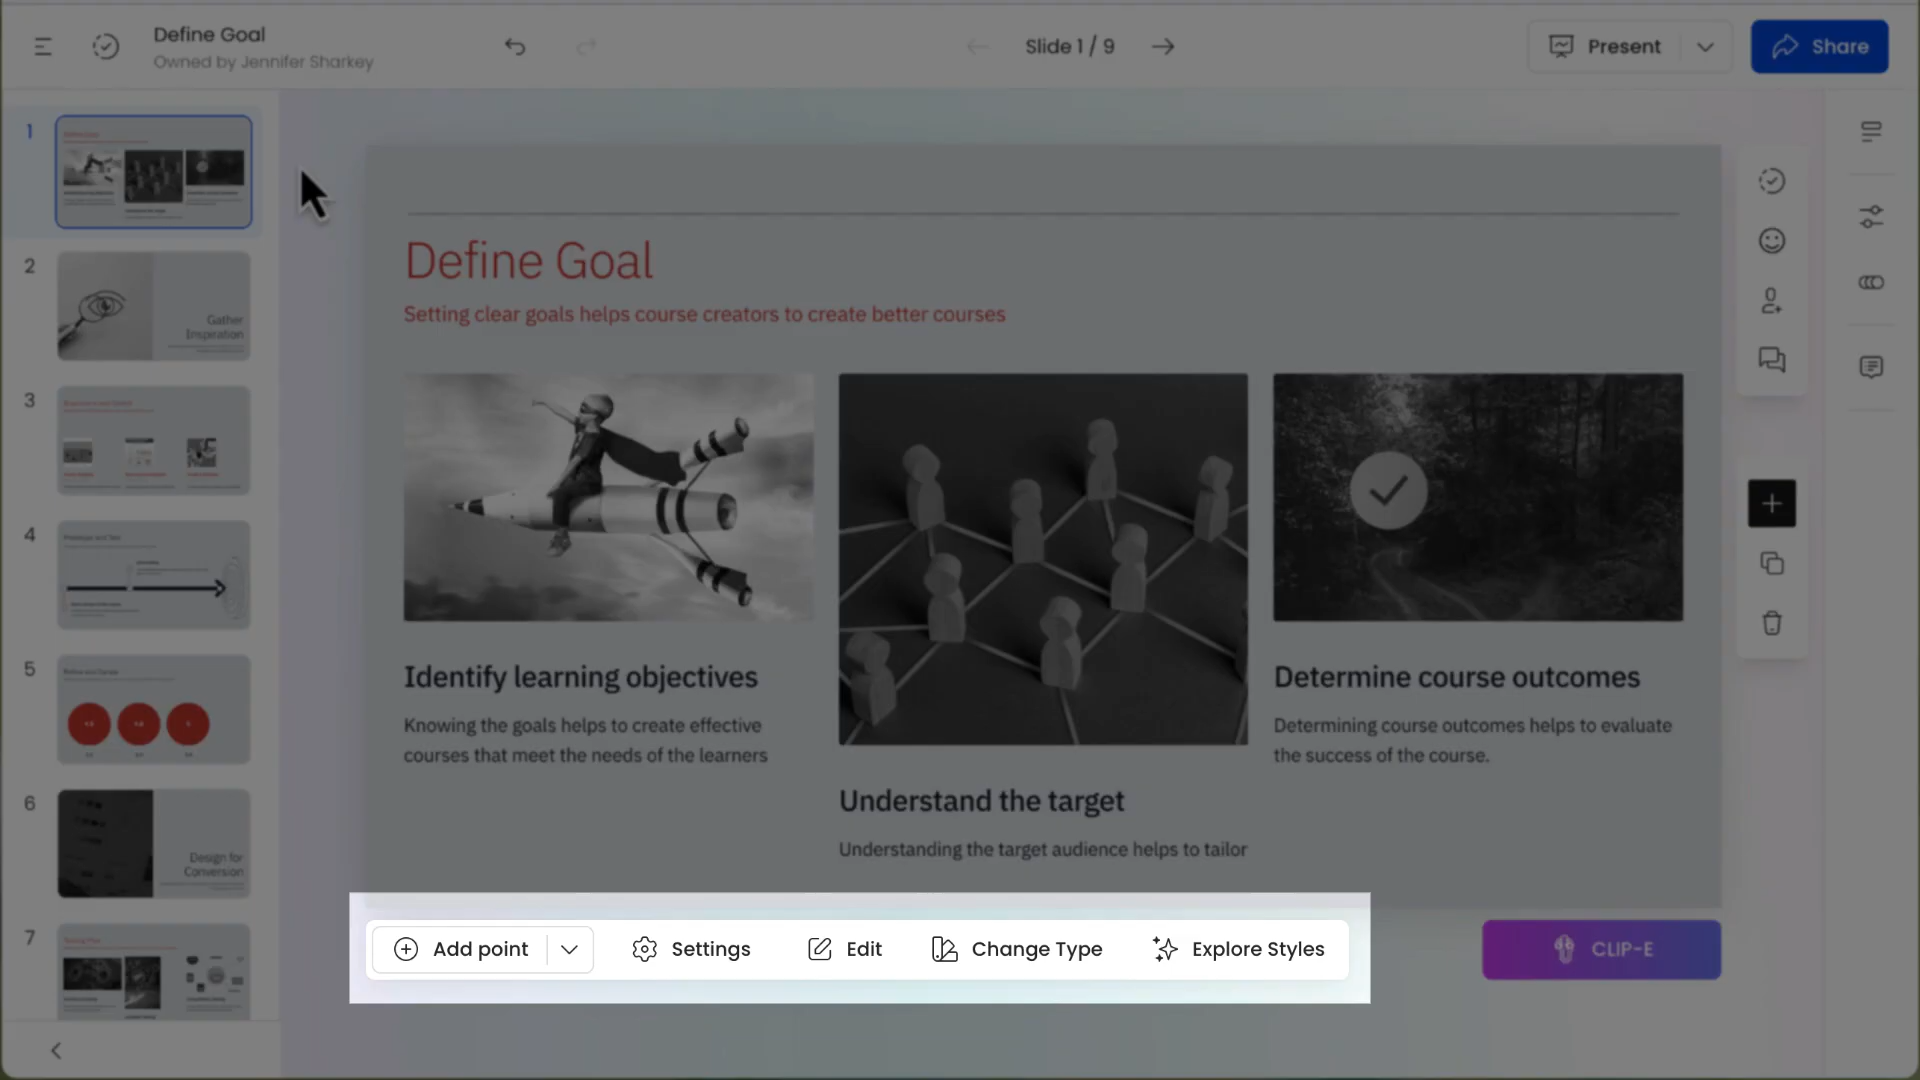 Define Goal
Owned by Jennifer Sharkey
Slide 1 / 9
Present
Share
1
2
Gather
Inspiration
3
4
5
6
Design for
Conversion
7
Define Goal
Setting clear goals helps course creators to create better courses
Identify learning objectives
Knowing the goals helps to create effective
courses that meet the needs of the learners
Understand the target
Understanding the target audience helps to tailor
Determine course outcomes
Determining course outcomes helps to evaluate
the success of the course.
Add point
Settings
Edit
Change Type
Explore Styles
CLIP-E